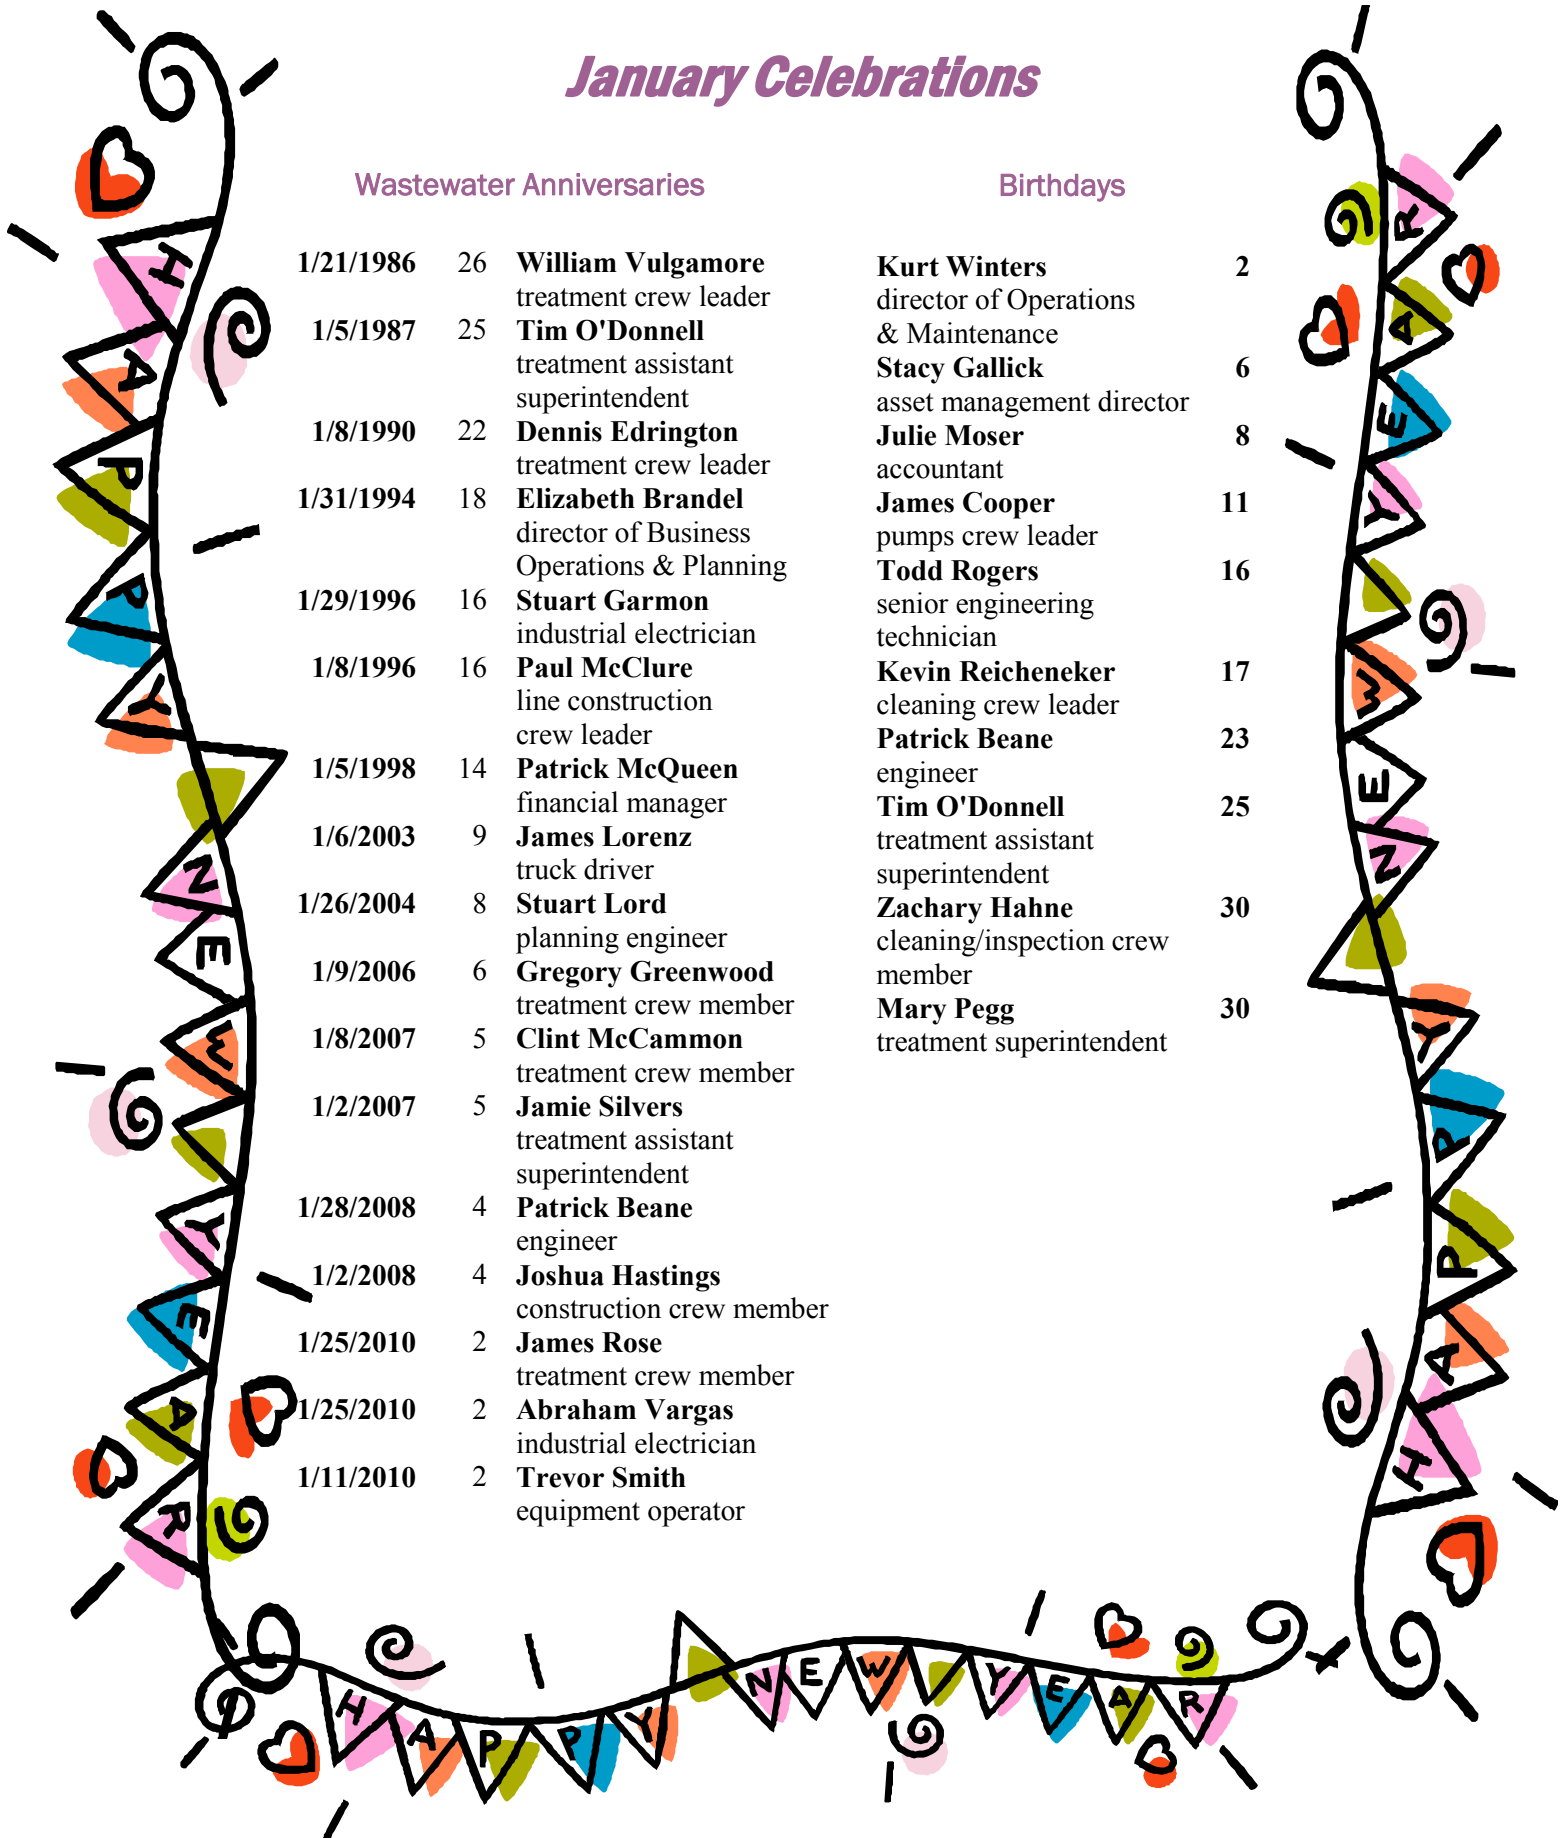 January Celebrations
Wastewater Anniversaries
1/21/1986 26 William Vulgamore
treatment crew leader
1/5/1987 25 Tim O'Donnell
treatment assistant
superintendent
1/8/1990 22 Dennis Edrington
treatment crew leader
1/31/1994 18 Elizabeth Brandel
director of Business
Operations & Planning
1/29/1996 16 Stuart Garmon
industrial electrician
1/8/1996 16 Paul McClure
line construction
crew leader
1/5/1998 14 Patrick McQueen
financial manager
1/6/2003 9 James Lorenz
truck driver
1/26/2004 8 Stuart Lord
planning engineer
1/9/2006 6 Gregory Greenwood
treatment crew member
1/8/2007 5 Clint McCammon
treatment crew member
1/2/2007 5 Jamie Silvers
treatment assistant
superintendent
1/28/2008 4 Patrick Beane
engineer
1/2/2008 4 Joshua Hastings
construction crew member
1/25/2010 2 James Rose
treatment crew member
1/25/2010 2 Abraham Vargas
industrial electrician
1/11/2010 2 Trevor Smith
equipment operator
Birthdays
Kurt Winters 2
director of Operations
& Maintenance
Stacy Gallick 6
asset management director
Julie Moser 8
accountant
James Cooper 11
pumps crew leader
Todd Rogers 16
senior engineering
technician
Kevin Reicheneker 17
cleaning crew leader
Patrick Beane 23
engineer
Tim O'Donnell 25
treatment assistant
superintendent
Zachary Hahne 30
cleaning/inspection crew
member
Mary Pegg 30
treatment superintendent
HAPPY NEW YEAR
HAPPY NEW YEAR
HAPPY NEW YEAR